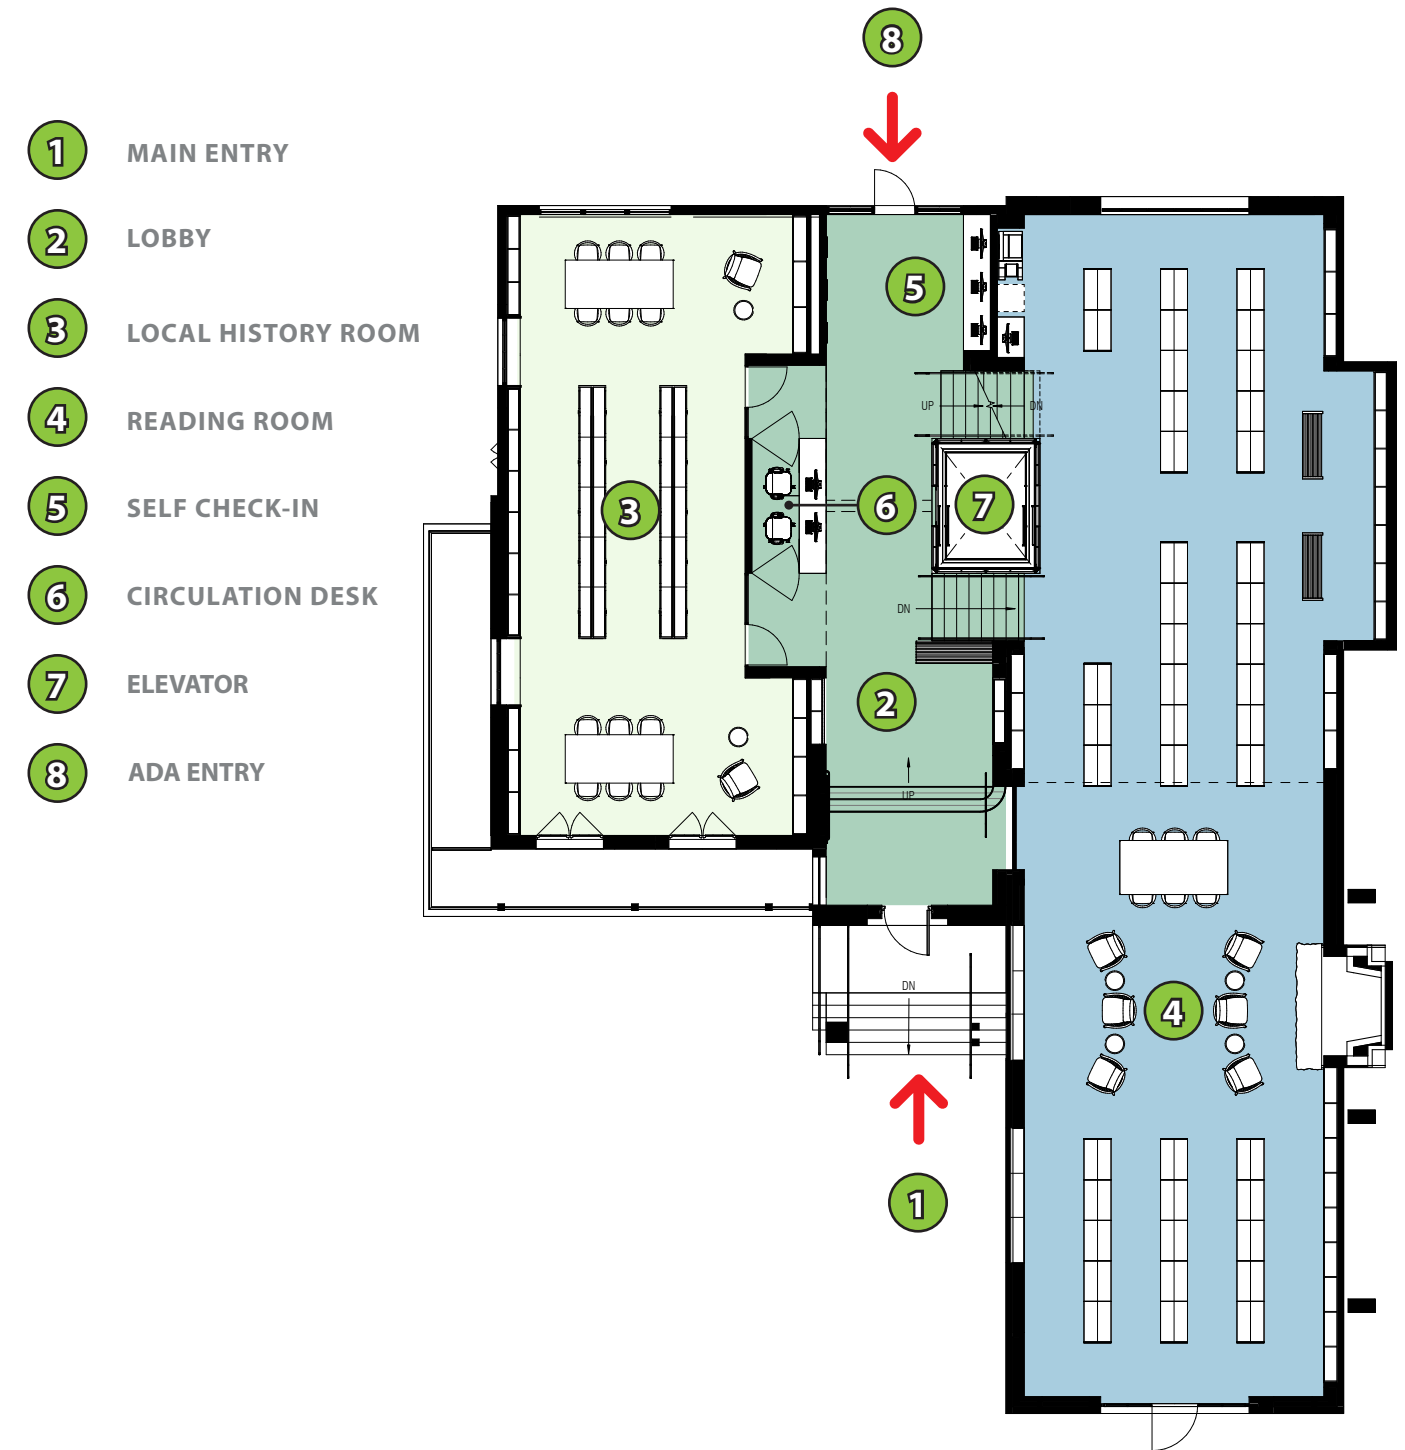 8
1 MAIN ENTRY
2 LOBBY
3 LOCAL HISTORY ROOM
4 READING ROOM
5 SELF CHECK-IN
6 CIRCULATION DESK
7 ELEVATOR
8 ADA ENTRY
5
UP DN
3
6
7
DN
2
UP
DN
4
1